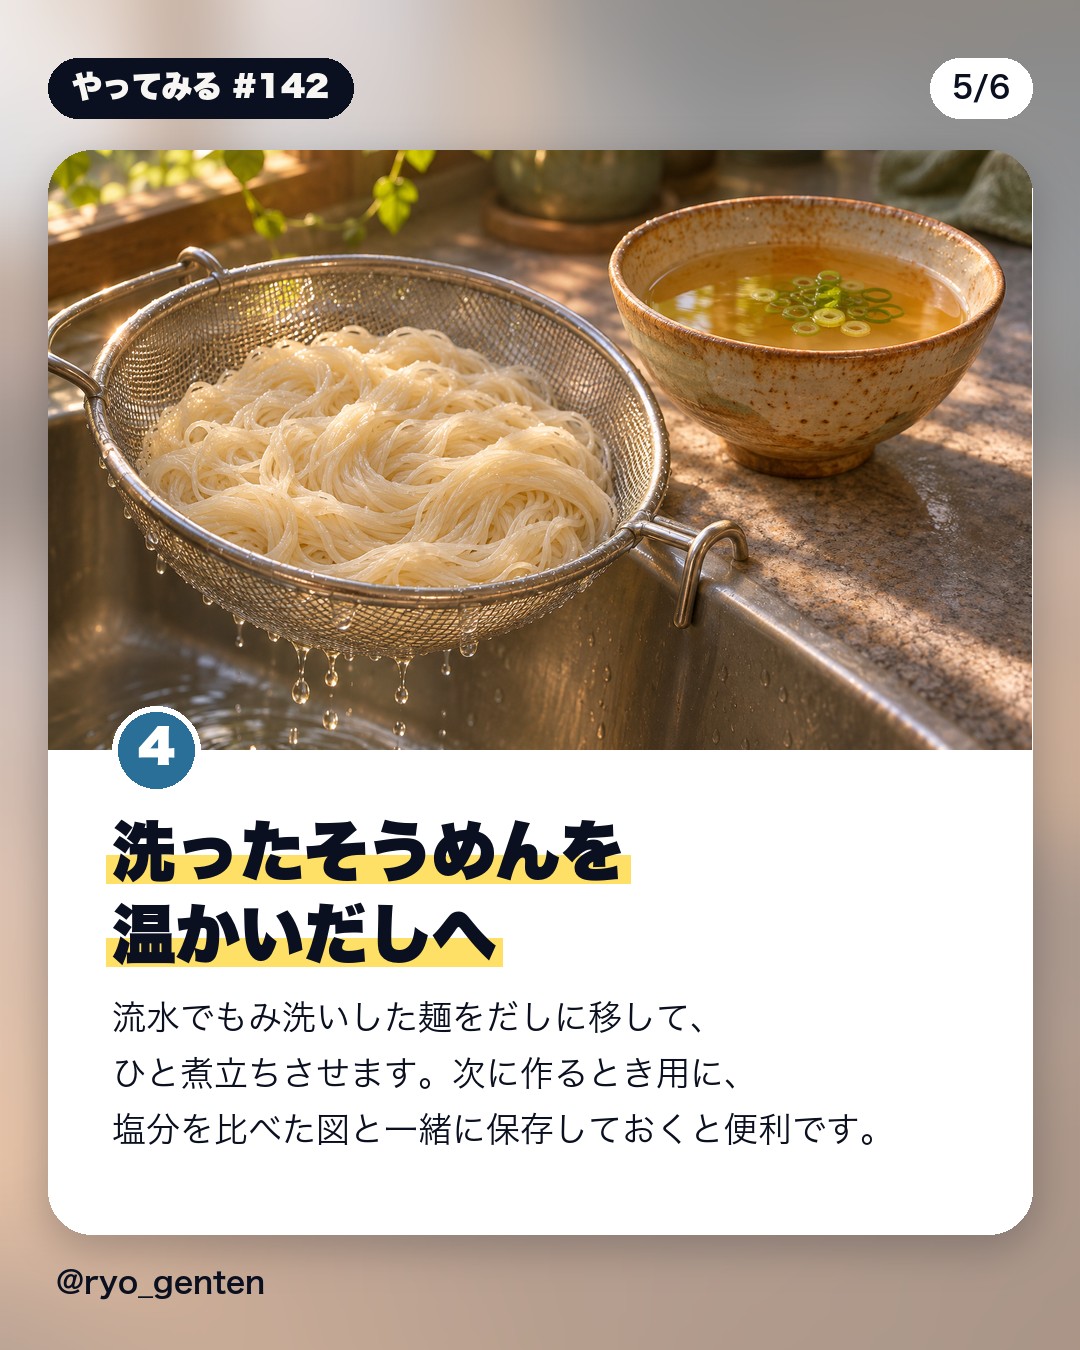 やってみる #142
5/6
4
洗ったそうめんを
温かいだしへ
流水でもみ洗いした麺をだしに移して、
ひと煮立ちさせます。次に作るとき用に、
塩分を比べた図と一緒に保存しておくと便利です。
@ryo_genten